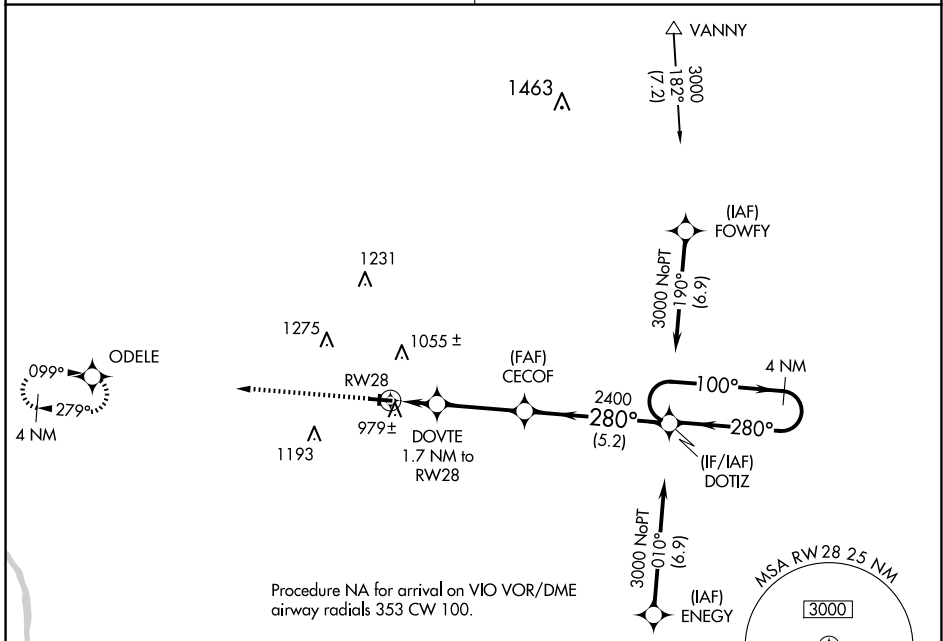 VANNY
3000
182°
(7.2)
1463
(IAF)
FOWFY
3000 NoPT
190°
(6.9)
1231
1275
1055 ±
ODELE
099°
279°
4 NM
RW28
979±
1193
DOVTE
1.7 NM to
RW28
(FAF)
CECOF
2400
280°
(5.2)
4 NM
100°
280°
(IF/IAF)
DOTIZ
3000 NoPT
010°
(6.9)
(IAF)
ENEGY
Procedure NA for arrival on VIO VOR/DME
airway radials 353 CW 100.
MSA RW28 25 NM
3000